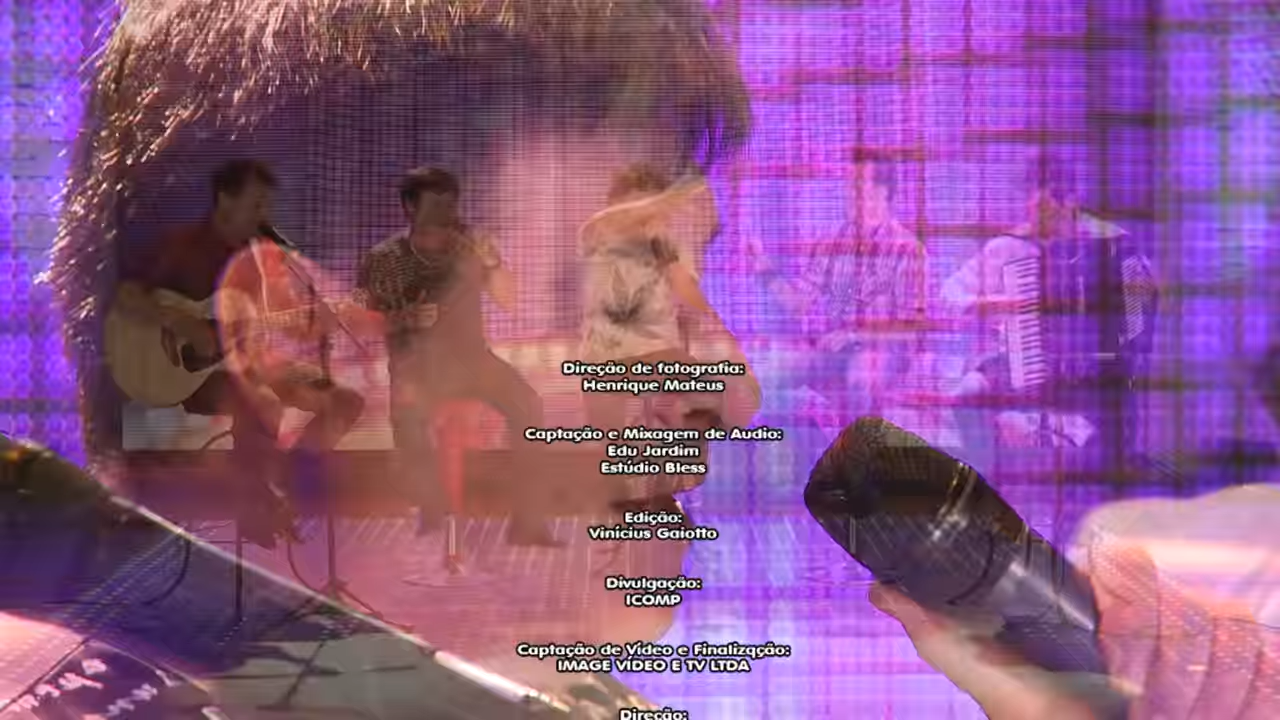 Direção de fotografia:
Henrique Mateus
Captação e Mixagem de Audio:
Edu Jardim
Estúdio Bless
Edição:
Vinícius Gaiotto
Divulgação:
ICOMP
Captação de Vídeo e Finalizqção:
IMAGE VÍDEO E TV LTDA
Direção: